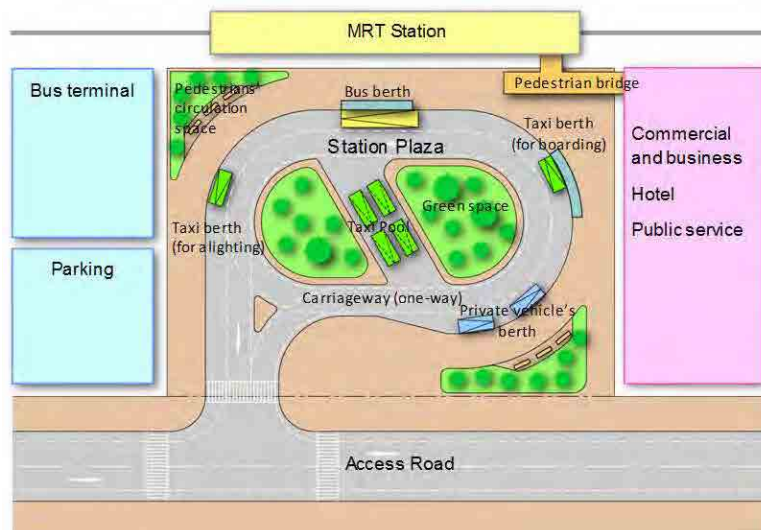 MRT Station
Bus terminal
Pedestrians'
circulation
space
Bus berth
Pedestrian bridge
Taxi berth
(for boarding)
Commercial
and business
Hotel
Public service
Station Plaza
Green space
Taxi Pool
Taxi berth
(for alighting)
Parking
Carriageway (one-way)
Private vehicle's
berth
Access Road